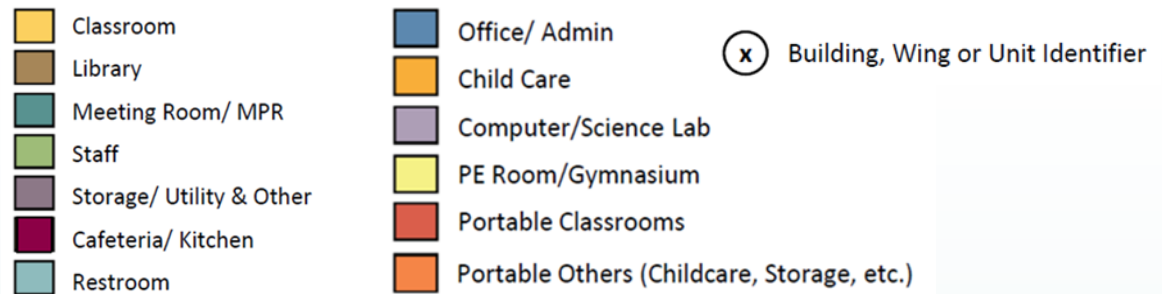 Classroom
Library
Meeting Room/ MPR
Staff
Storage/ Utility & Other
Cafeteria/ Kitchen
Restroom
Office/ Admin
Child Care
Computer/Science Lab
PE Room/Gymnasium
Portable Classrooms
Portable Others (Childcare, Storage, etc.)
x Building, Wing or Unit Identifier